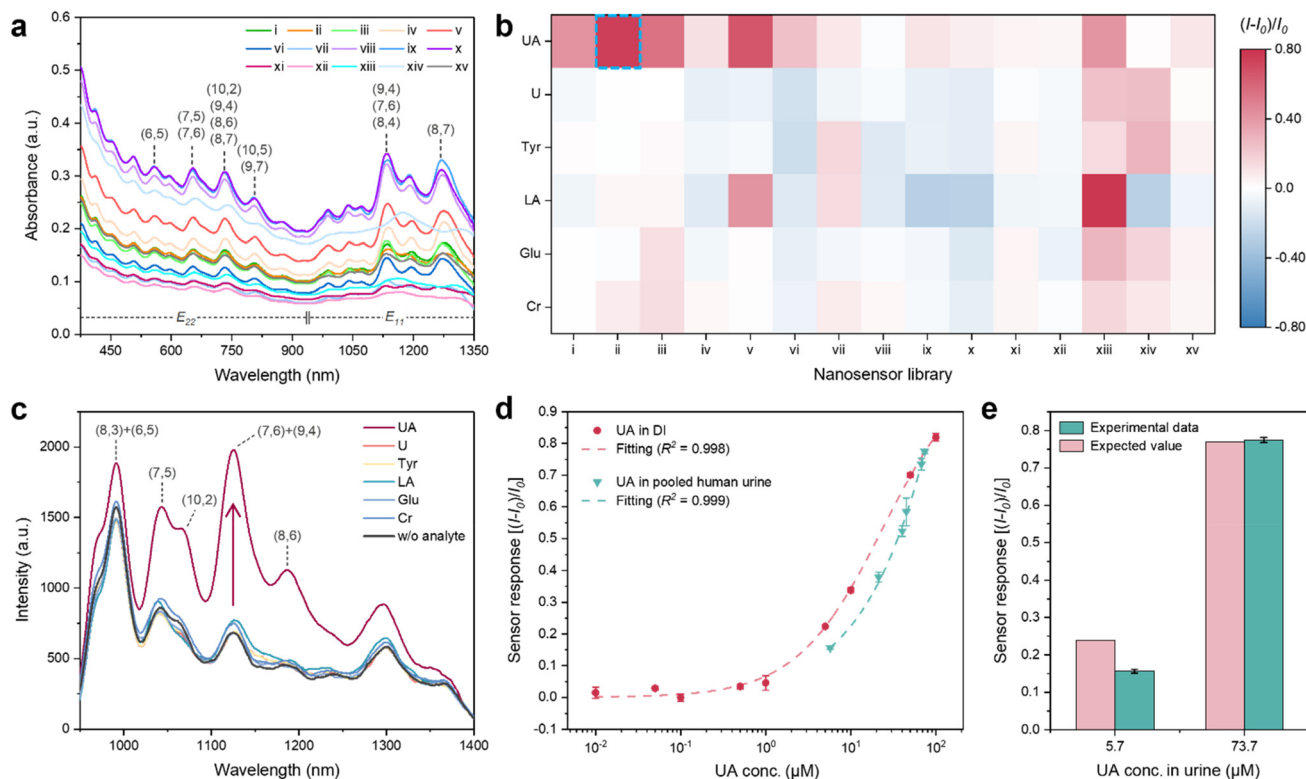 a
0.6
0.5
0.4
0.3
0.2
0.1
0.0
Absorbance (a.u.)
i ii iii iv v
vi vii viii ix x
xi xii xiii xiv xv
(6,5)
(7,5)
(7,6)
(10,2)
(9,4)
(8,6)
(8,7)
(10,5)
(9,7)
(9,4)
(7,6)
(8,4)
(8,7)
E22 E11
450 600 750 900 1050 1200 1350
Wavelength (nm)
b
UA
U
Tyr
LA
Glu
Cr
i ii iii iv v vi vii viii ix x xi xii xiii xiv xv
Nanosensor library
(I-I0)/I0
0.80
0.40
0.0
-0.40
-0.80
c
2000
1750
1500
1250
1000
750
500
250
0
Intensity (a.u.)
(8,3)+(6,5)
(7,5)
(10,2)
(7,6)+(9,4)
(8,6)
UA
U
Tyr
LA
Glu
Cr
w/o analyte
1000 1100 1200 1300 1400
Wavelength (nm)
d
0.9
0.8
0.7
0.6
0.5
0.4
0.3
0.2
0.1
0.0
-0.1
Sensor response [(I-I0)/I0]
UA in DI
Fitting (R² = 0.998)
UA in pooled human urine
Fitting (R² = 0.999)
10⁻² 10⁻¹ 10⁰ 10¹ 10²
UA conc. (µM)
e
0.9
0.8
0.7
0.6
0.5
0.4
0.3
0.2
0.1
0.0
Sensor response [(I-I0)/I0]
Experimental data
Expected value
5.7 73.7
UA conc. in urine (µM)